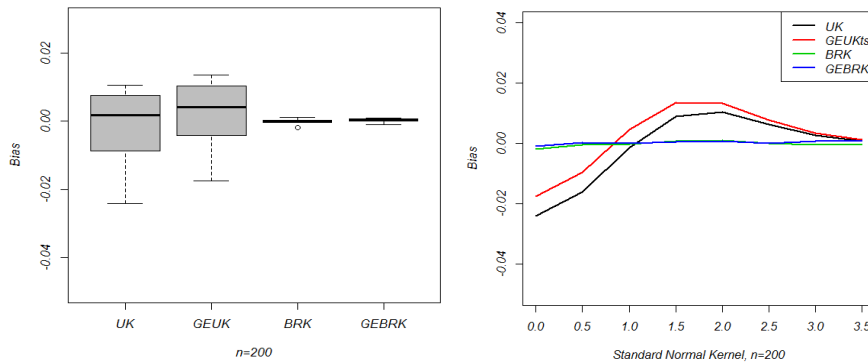 0.02
0.00
-0.02
-0.04
Bias
UK GEUK BRK GEBRK
n=200
0.04
0.02
0.00
-0.02
-0.04
Bias
UK
GEUKts
BRK
GEBRK
0.0 0.5 1.0 1.5 2.0 2.5 3.0 3.5
Standard Normal Kernel, n=200